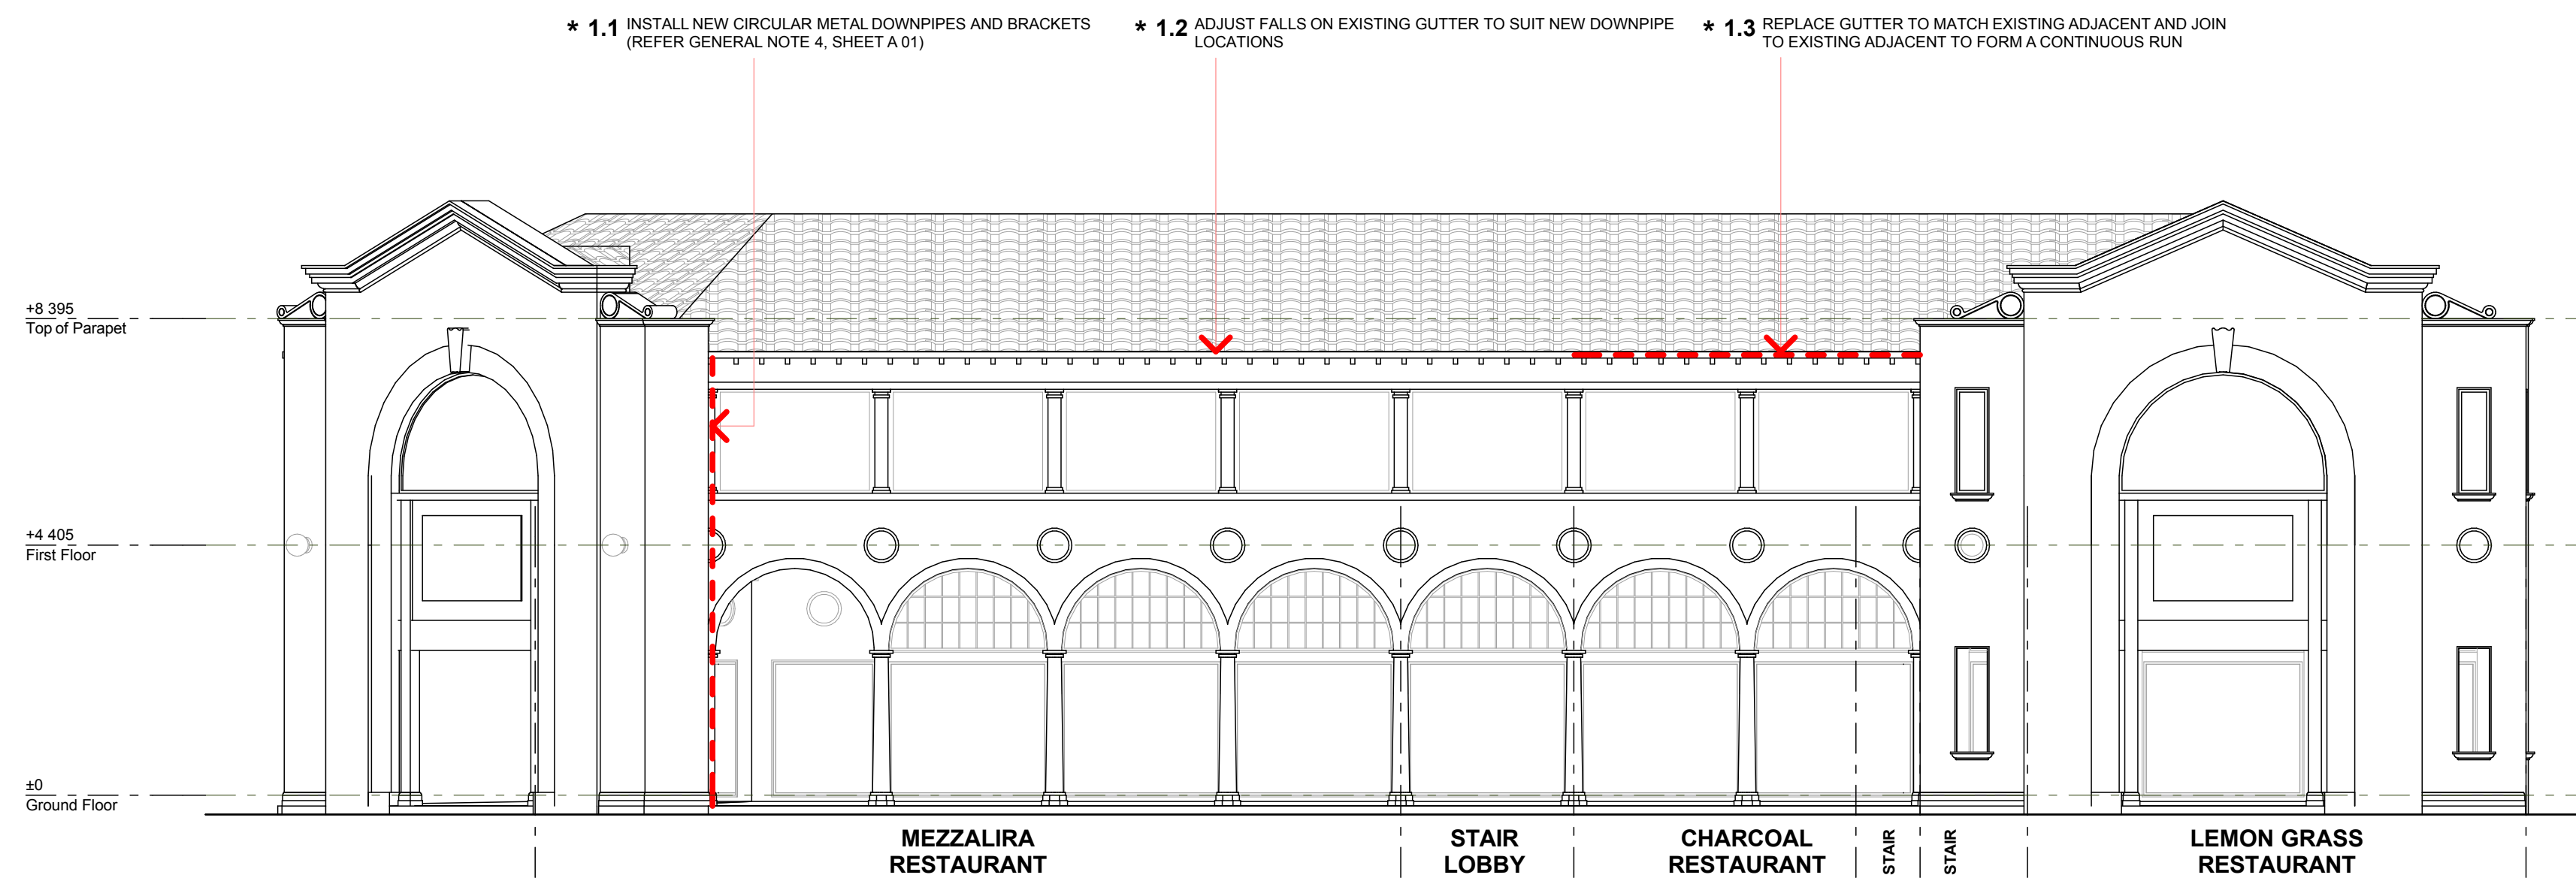 * 1.1 INSTALL NEW CIRCULAR METAL DOWNPIPES AND BRACKETS
(REFER GENERAL NOTE 4, SHEET A 01)
* 1.2 ADJUST FALLS ON EXISTING GUTTER TO SUIT NEW DOWNPIPE
LOCATIONS
* 1.3 REPLACE GUTTER TO MATCH EXISTING ADJACENT AND JOIN
TO EXISTING ADJACENT TO FORM A CONTINUOUS RUN
+8 395
Top of Parapet
+4 405
First Floor
±0
Ground Floor
MEZZALIRA
RESTAURANT
STAIR
LOBBY
CHARCOAL
RESTAURANT
STAIR
STAIR
LEMON GRASS
RESTAURANT